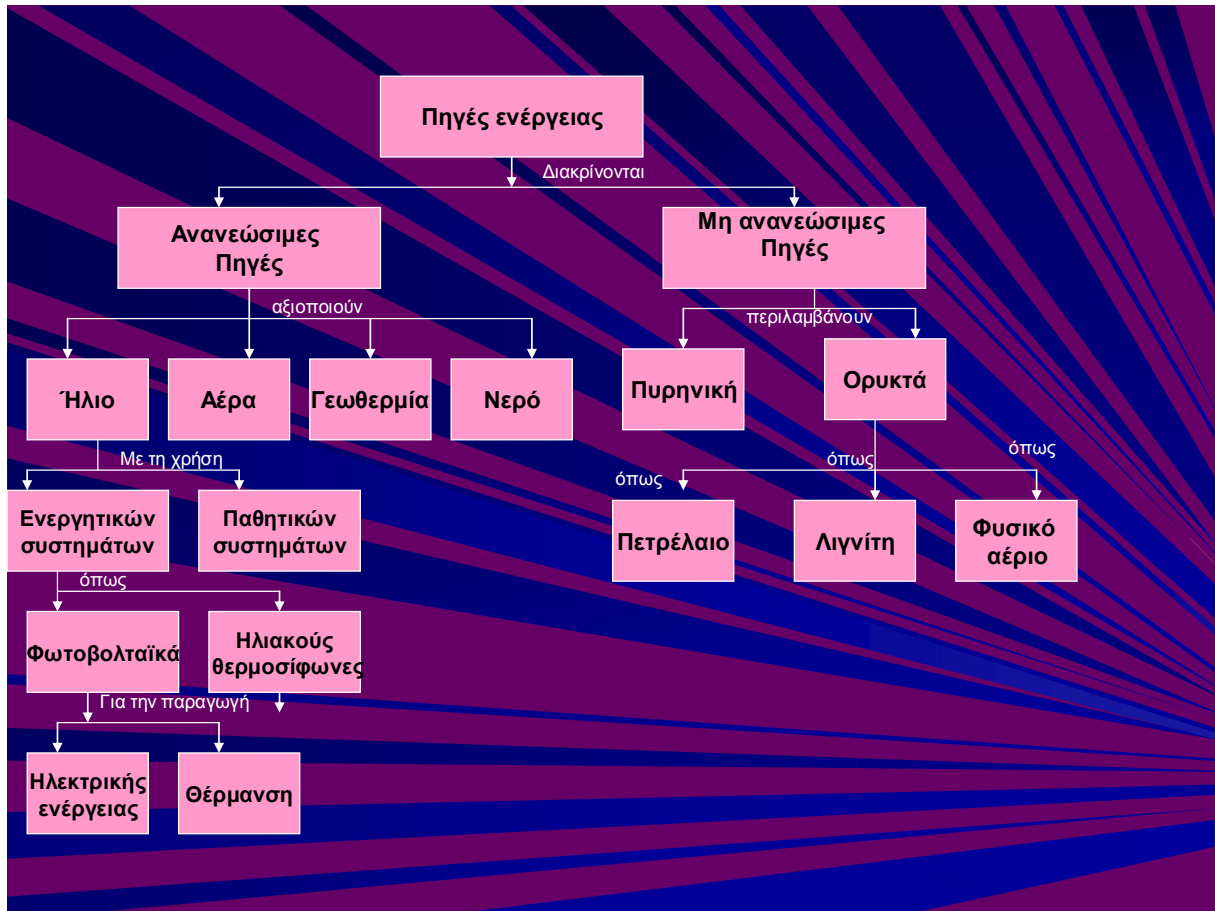 Πηγές ενέργειας
Διακρίνονται
Ανανεώσιμες
Πηγές
Μη ανανεώσιμες
Πηγές
αξιοποιούν
περιλαμβάνουν
Ήλιο
Αέρα
Γεωθερμία
Νερό
Πυρηνική
Ορυκτά
Με τη χρήση
όπως
όπως
όπως
Ενεργητικών
συστημάτων
Παθητικών
συστημάτων
Πετρέλαιο
Λιγνίτη
Φυσικό
αέριο
όπως
Φωτοβολταϊκά
Ηλιακούς
θερμοσίφωνες
Για την παραγωγή
Ηλεκτρικής
ενέργειας
Θέρμανση